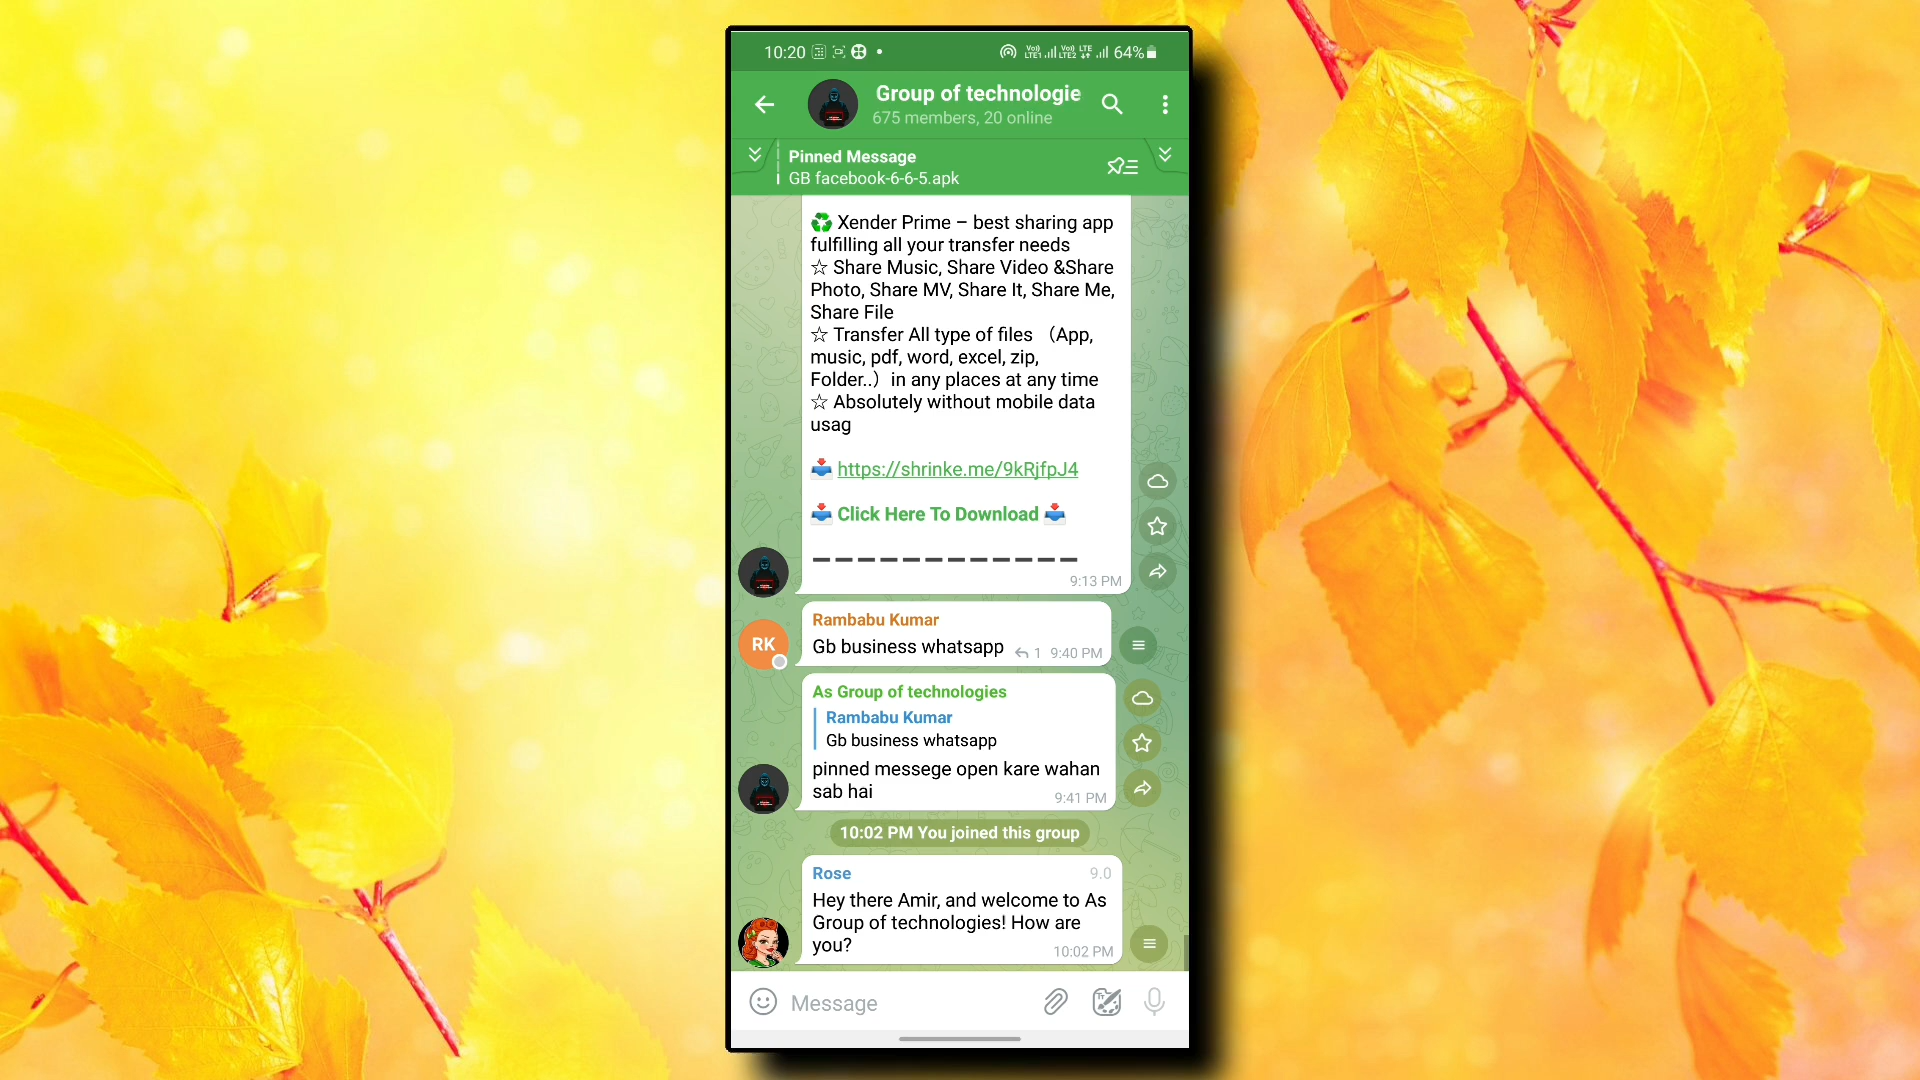 10:20
Vo)) LTE1 Voo LTE2 LTE 64%
Group of technologie
675 members, 20 online
Pinned Message
GB facebook-6-6-5.apk
♻ Xender Prime – best sharing app
fulfilling all your transfer needs
☆ Share Music, Share Video &Share
Photo, Share MV, Share It, Share Me,
Share File
☆ Transfer All type of files （App,
music, pdf, word, excel, zip,
Folder..）in any places at any time
☆ Absolutely without mobile data
usag
📥 https://shrinke.me/9kRjfpJ4
📥 Click Here To Download 📥
9:13 PM
RK
Rambabu Kumar
Gb business whatsapp 1 9:40 PM
As Group of technologies
Rambabu Kumar
Gb business whatsapp
pinned messege open kare wahan
sab hai
9:41 PM
10:02 PM You joined this group
Rose 9.0
Hey there Amir, and welcome to As
Group of technologies! How are
you?
10:02 PM
Message